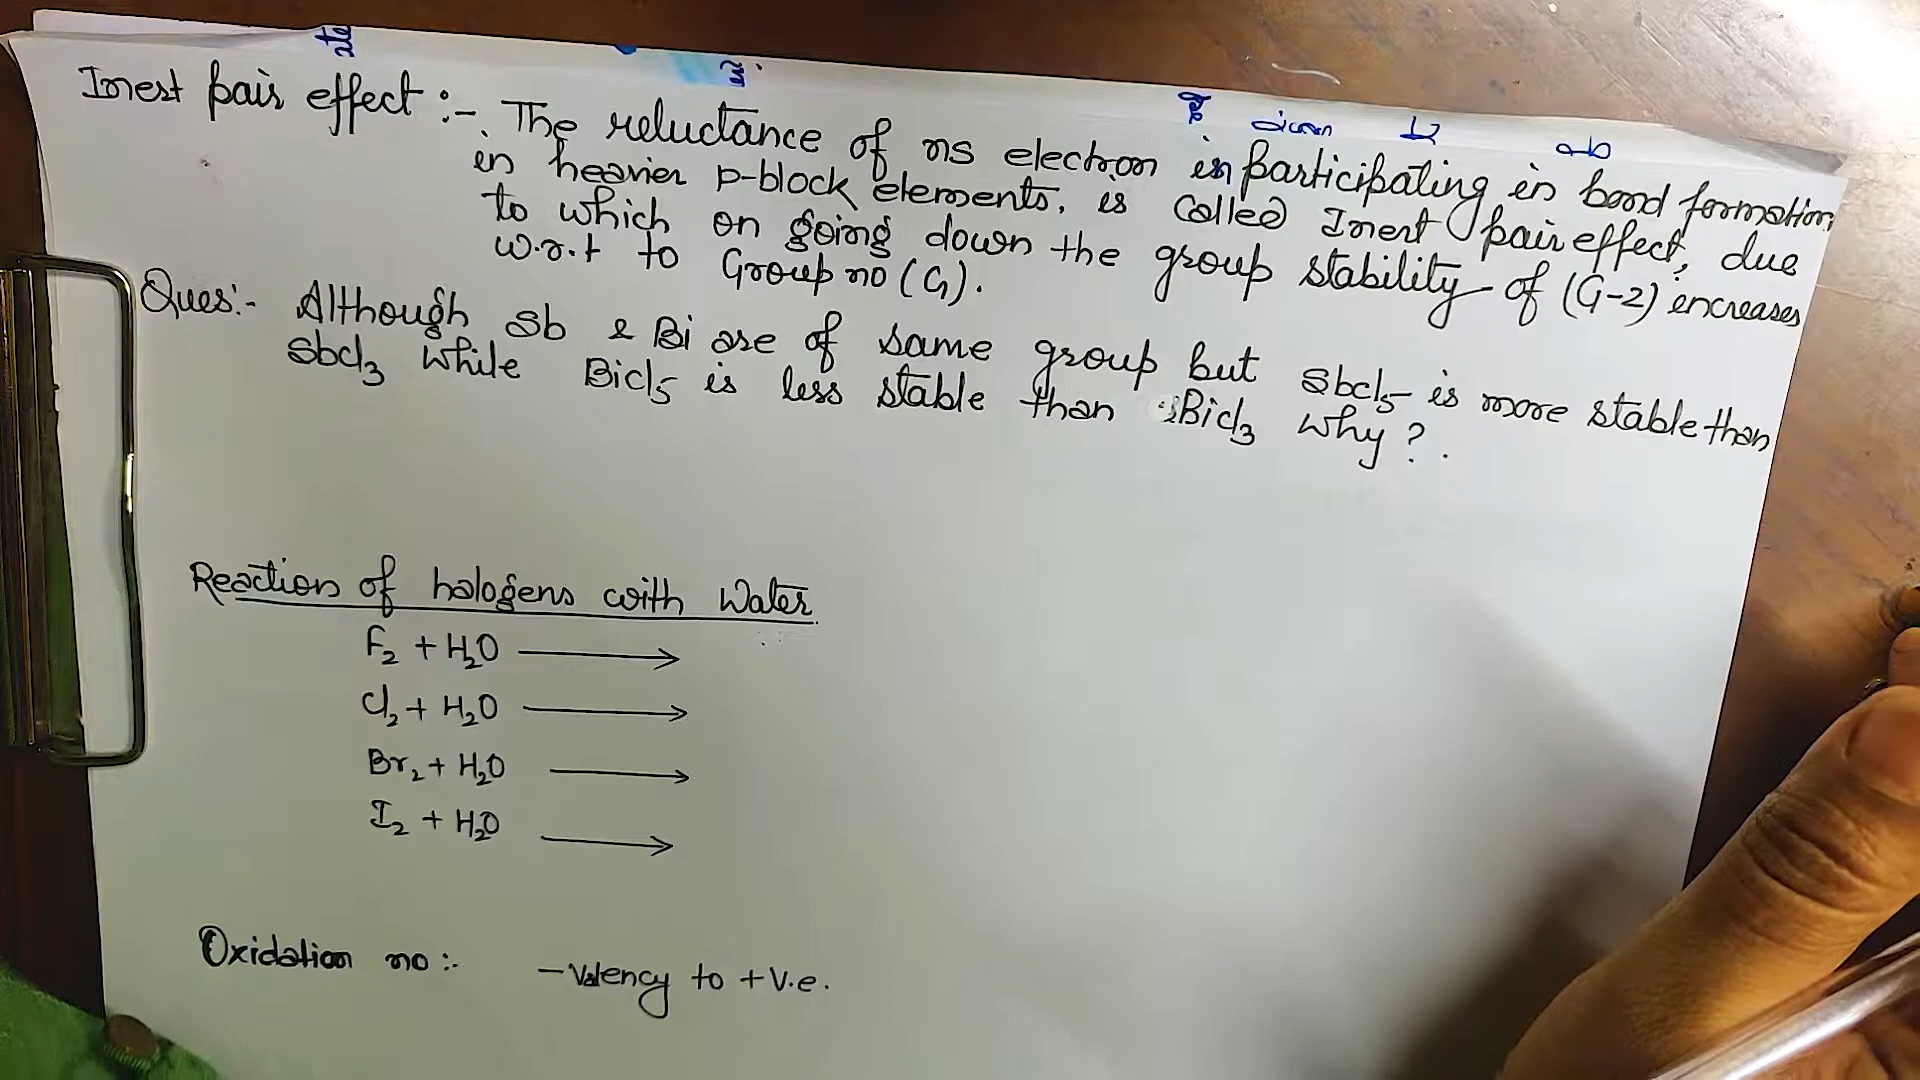 Inert pair effect :- The reluctance of ns electron in participating in bond formation
in heavier p-block elements, is called Inert pair effect, due
to which on going down the group stability of (G-2) increases
w.r.t to Group no (G).
Ques:- Although Sb & Bi are of same group but SbCl5 is more stable than
SbCl3 while BiCl5 is less stable than BiCl3 why ?.
Reaction of halogens with Water
F2 + H2O ⟶
Cl2 + H2O ⟶
Br2 + H2O ⟶
I2 + H2O ⟶
Oxidation no :- -Valency to +V.e.